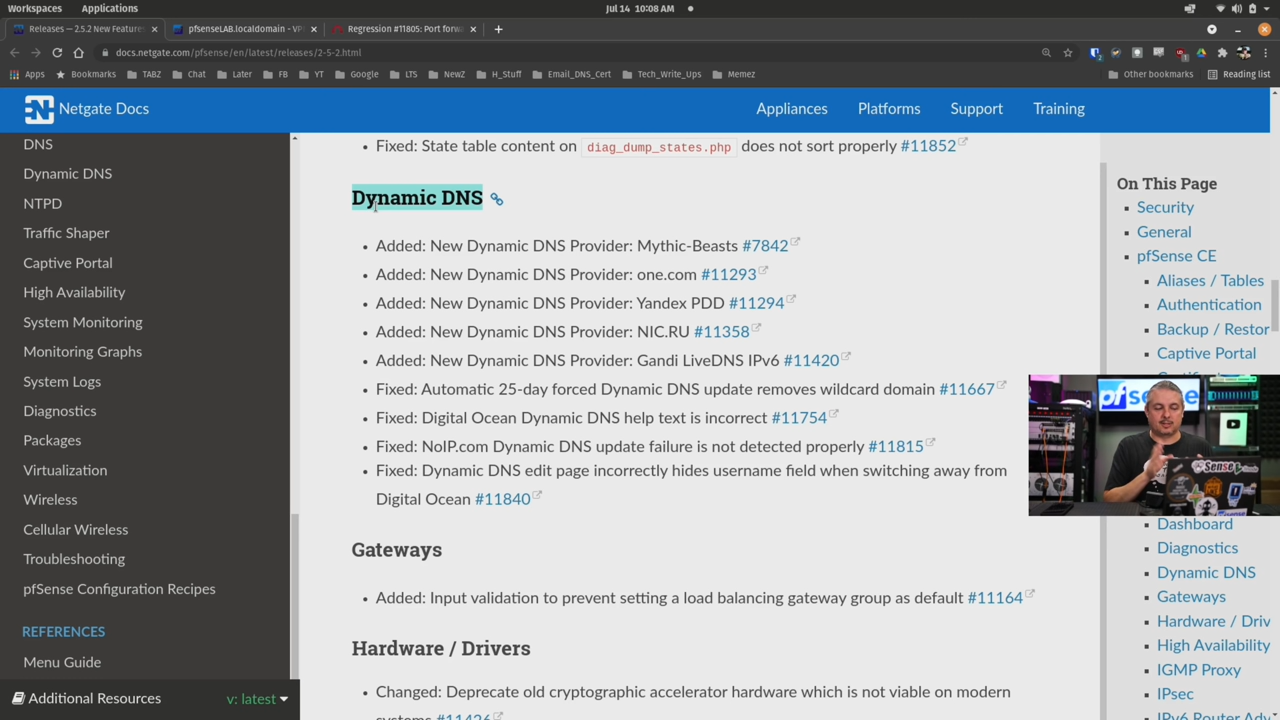 Workspaces Applications Jul 14 10:08 AM
Releases — 2.5.2 New Feature × pfsenseLAB.localdomain - VP × Regression #11805: Port forw × +
docs.netgate.com/pfsense/en/latest/releases/2-5-2.html
Apps Bookmarks TABZ Chat Later FB YT Google LTS NewZ H_Stuff Email_DNS_Cert Tech_Write_Ups Memez Other bookmarks Reading list
Netgate Docs Appliances Platforms Support Training
DNS
Dynamic DNS
NTPD
Traffic Shaper
Captive Portal
High Availability
System Monitoring
Monitoring Graphs
System Logs
Diagnostics
Packages
Virtualization
Wireless
Cellular Wireless
Troubleshooting
pfSense Configuration Recipes
REFERENCES
Menu Guide
Additional Resources v: latest
• Fixed: State table content on diag_dump_states.php does not sort properly #11852
Dynamic DNS
• Added: New Dynamic DNS Provider: Mythic-Beasts #7842
• Added: New Dynamic DNS Provider: one.com #11293
• Added: New Dynamic DNS Provider: Yandex PDD #11294
• Added: New Dynamic DNS Provider: NIC.RU #11358
• Added: New Dynamic DNS Provider: Gandi LiveDNS IPv6 #11420
• Fixed: Automatic 25-day forced Dynamic DNS update removes wildcard domain #11667
• Fixed: Digital Ocean Dynamic DNS help text is incorrect #11754
• Fixed: NoIP.com Dynamic DNS update failure is not detected properly #11815
• Fixed: Dynamic DNS edit page incorrectly hides username field when switching away from
Digital Ocean #11840
Gateways
• Added: Input validation to prevent setting a load balancing gateway group as default #11164
Hardware / Drivers
• Changed: Deprecate old cryptographic accelerator hardware which is not viable on modern
systems #11426
On This Page
Security
General
pfSense CE
Aliases / Tables
Authentication
Backup / Restor
Captive Portal
pfsense
Sense
Dashboard
Diagnostics
Dynamic DNS
Gateways
Hardware / Driv
High Availability
IGMP Proxy
IPsec
IPv6 Router Adv